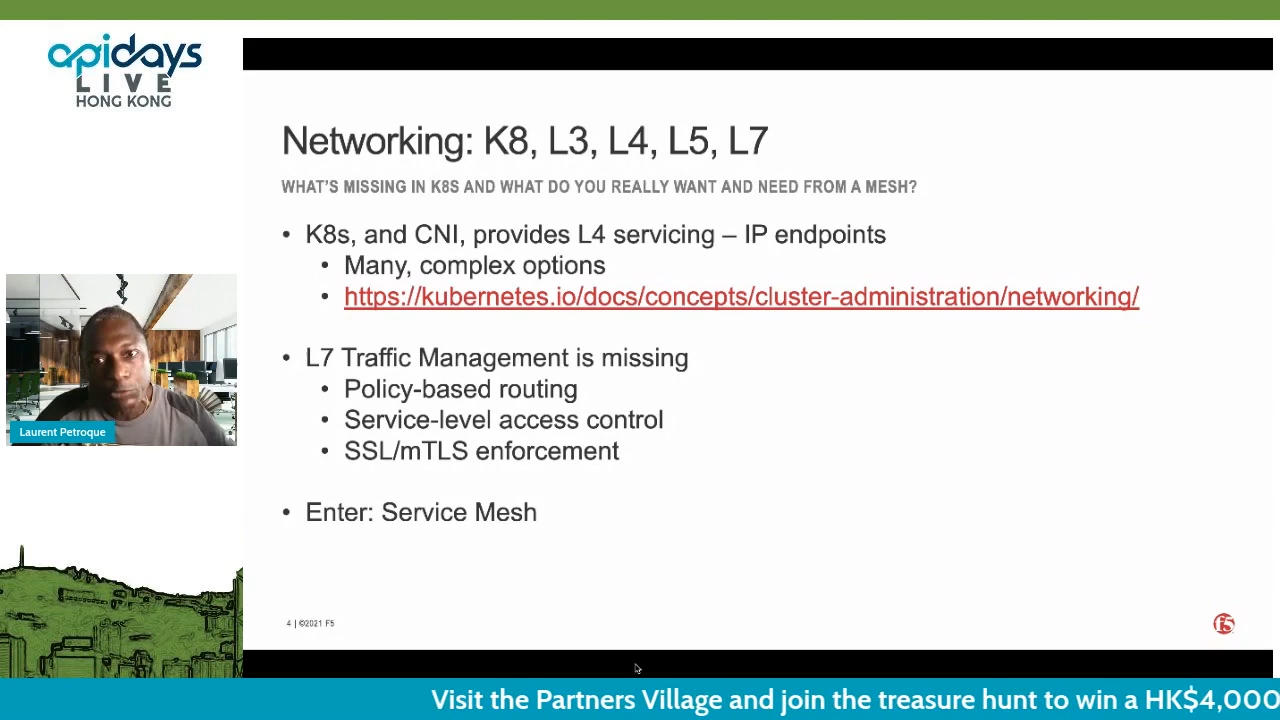 apidays
LIVE
HONG KONG
Networking: K8, L3, L4, L5, L7
WHAT'S MISSING IN K8S AND WHAT DO YOU REALLY WANT AND NEED FROM A MESH?
• K8s, and CNI, provides L4 servicing – IP endpoints
• Many, complex options
• https://kubernetes.io/docs/concepts/cluster-administration/networking/
• L7 Traffic Management is missing
• Policy-based routing
• Service-level access control
• SSL/mTLS enforcement
• Enter: Service Mesh
Laurent Petroque
4 | ©2021 F5
f5
Visit the Partners Village and join the treasure hunt to win a HK$4,000